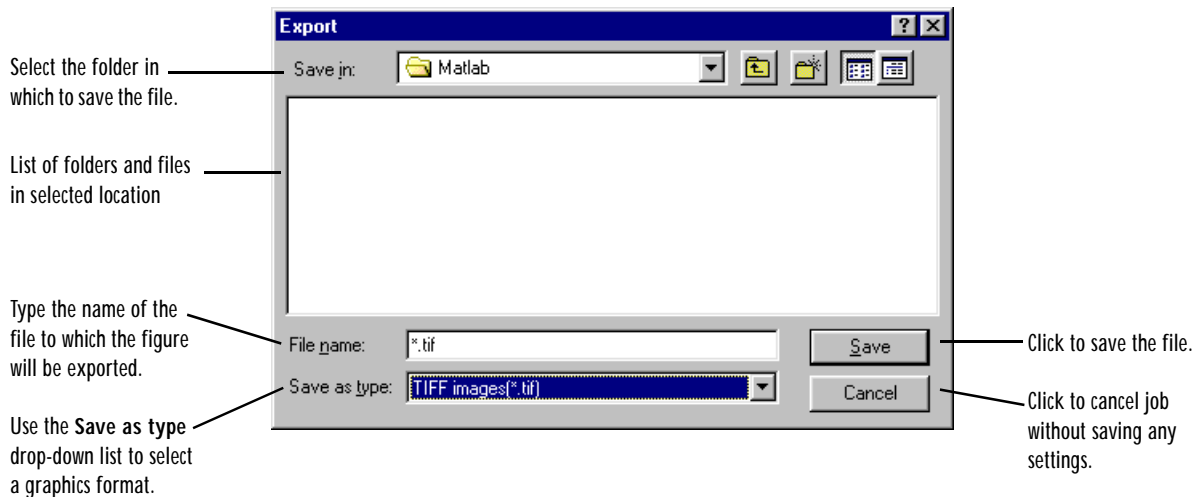 Export
Select the folder in
which to save the file.
Save in:
Matlab
List of folders and files
in selected location
Type the name of the
file to which the figure
will be exported.
File name:
*.tif
Save
Click to save the file.
Use the Save as type
drop-down list to select
a graphics format.
Save as type:
TIFF images(*.tif)
Cancel
Click to cancel job
without saving any
settings.